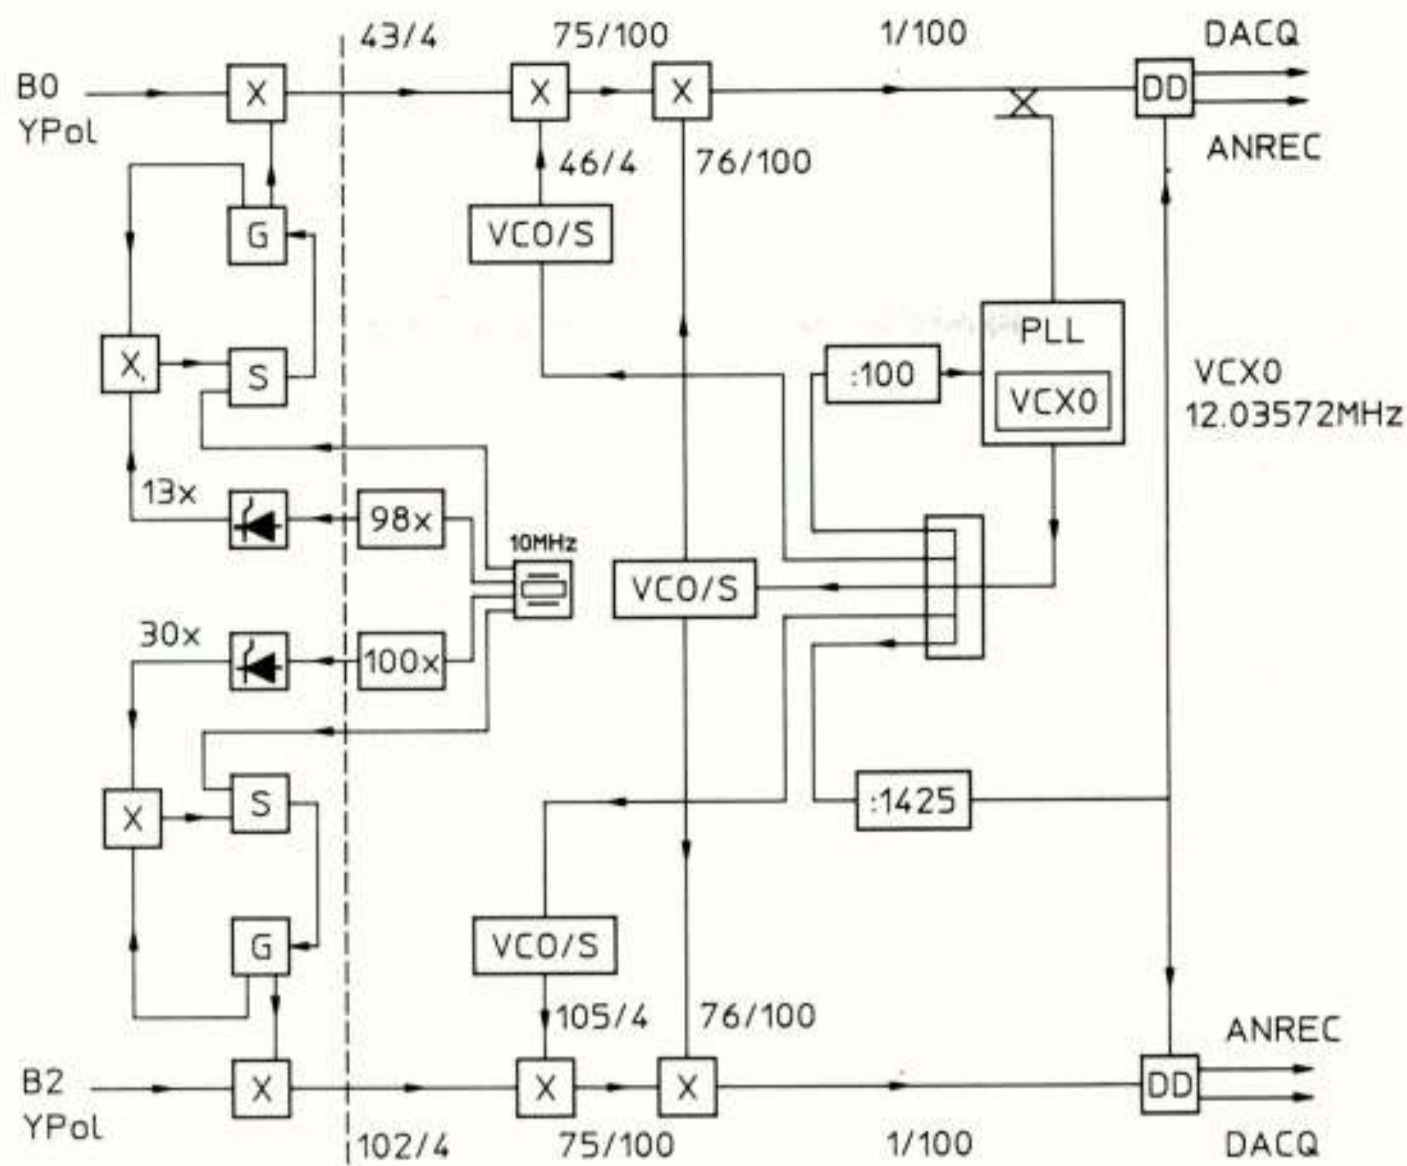 43/4
75/100
1/100
DACQ
B0
YPol
X
X
X
DD
ANREC
46/4
76/100
G
VCO/S
PLL
X
S
:100
VCX0
VCX0
12.03572MHz
13x
98x
10MHz
VCO/S
30x
100x
X
S
:1425
G
VCO/S
105/4
76/100
ANREC
B2
YPol
X
X
X
DD
102/4
75/100
1/100
DACQ